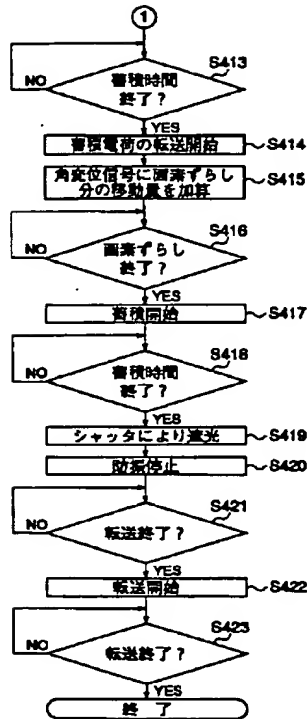 1
S413
蓄積時間
終了?
NO
YES
蓄積電荷の転送開始
S414
角変位信号に画素ずらし
分の移動量を加算
S415
S416
画素ずらし
終了?
NO
YES
蓄積開始
S417
S418
蓄積時間
終了?
NO
YES
シャッタにより遮光
S419
防振停止
S420
S421
転送終了?
NO
YES
転送開始
S422
S423
転送終了?
NO
YES
終 了